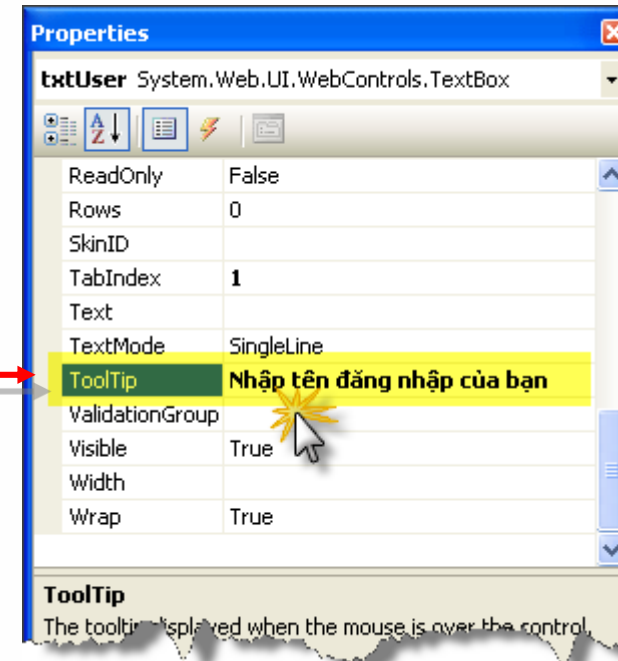 Properties
txtUser System.Web.UI.WebControls.TextBox
ReadOnly False
Rows 0
SkinID
TabIndex 1
Text
TextMode SingleLine
ToolTip Nhập tên đăng nhập của bạn
ValidationGroup
Visible True
Width
Wrap True
ToolTip
The tooltip displayed when the mouse is over the control.